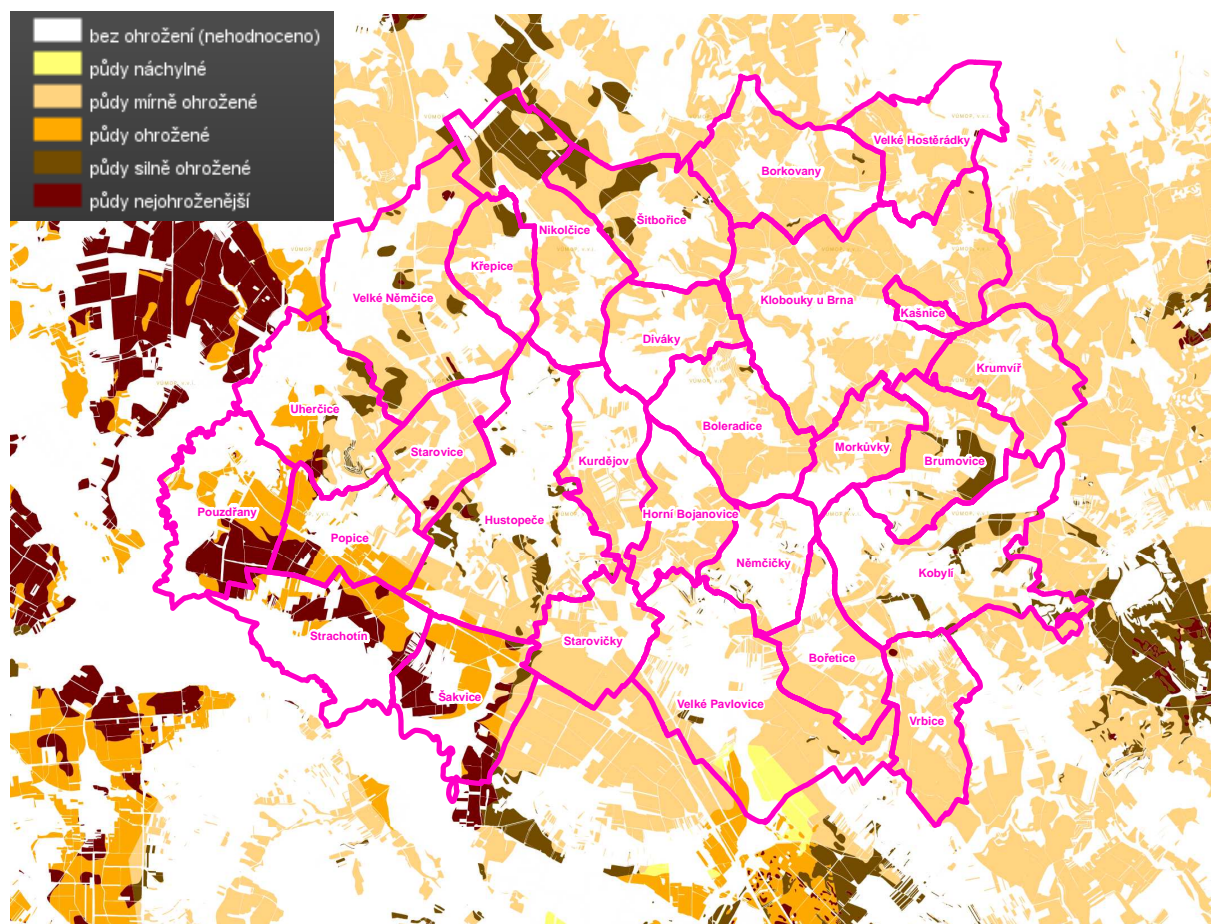 bez ohrožení (nehodnoceno)
půdy náchylné
půdy mírně ohrožené
půdy ohrožené
půdy silně ohrožené
půdy nejohroženější
Velké Hostěrádky
Borkovany
Šitbořice
Nikolčice
Křepice
Velké Němčice
Klobouky u Brna
Kašnice
Diváky
Krumvíř
Uherčice
Boleradice
Starovice
Morkůvky
Kurdějov
Brumovice
Pouzdřany
Hustopeče
Horní Bojanovice
Popice
Němčičky
Kobylí
Strachotín
Starovičky
Bořetice
Šakvice
Velké Pavlovice
Vrbice